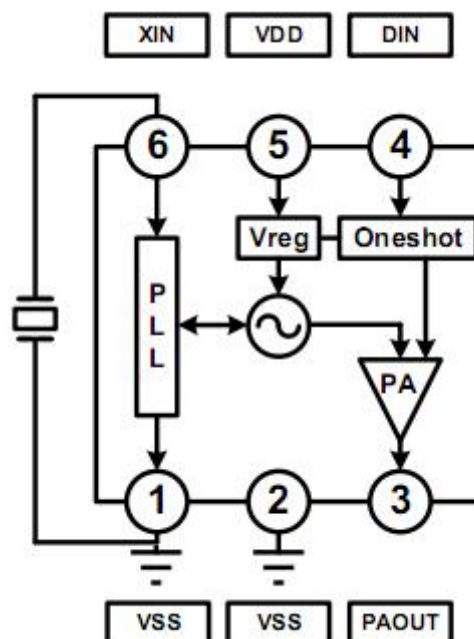 XIN VDD DIN
6 5 4
Vreg Oneshot
P
L
L
PA
1 2 3
VSS VSS PAOUT